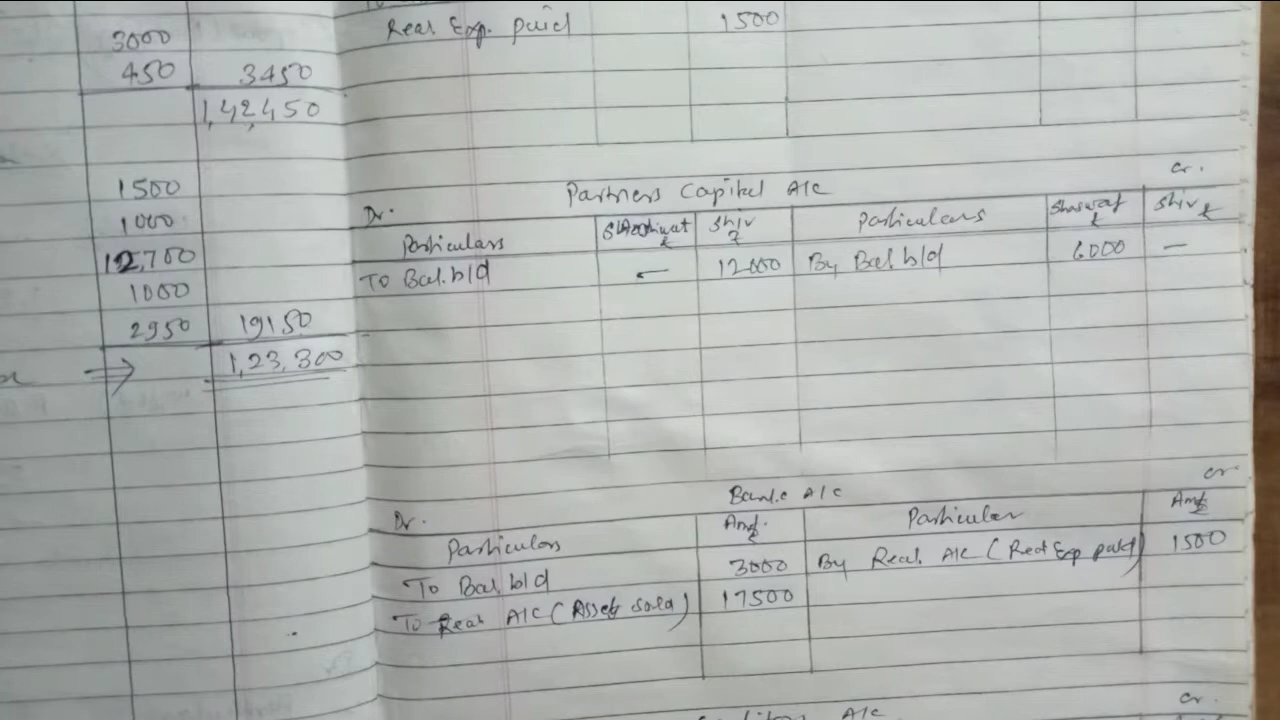 3000
450 3450
1,42,450
1500
1000
12,700
1000
2950 19150
1,23,300
Real Exp. paid 1500
Partners Capital A/C
Dr. Cr.
Particulars Shiv ₹ Particulars Shaswat ₹ Shiv ₹
To Bal. b/d — 12000 By Bal. b/d 6000 —
Bank A/C
Dr. Cr.
Particulars Amt. Particular Amt
To Bal. b/d 3000 By Real. A/C (Real Exp paid) 1500
To Real A/C (Assets sold) 17500
A/C Cr.